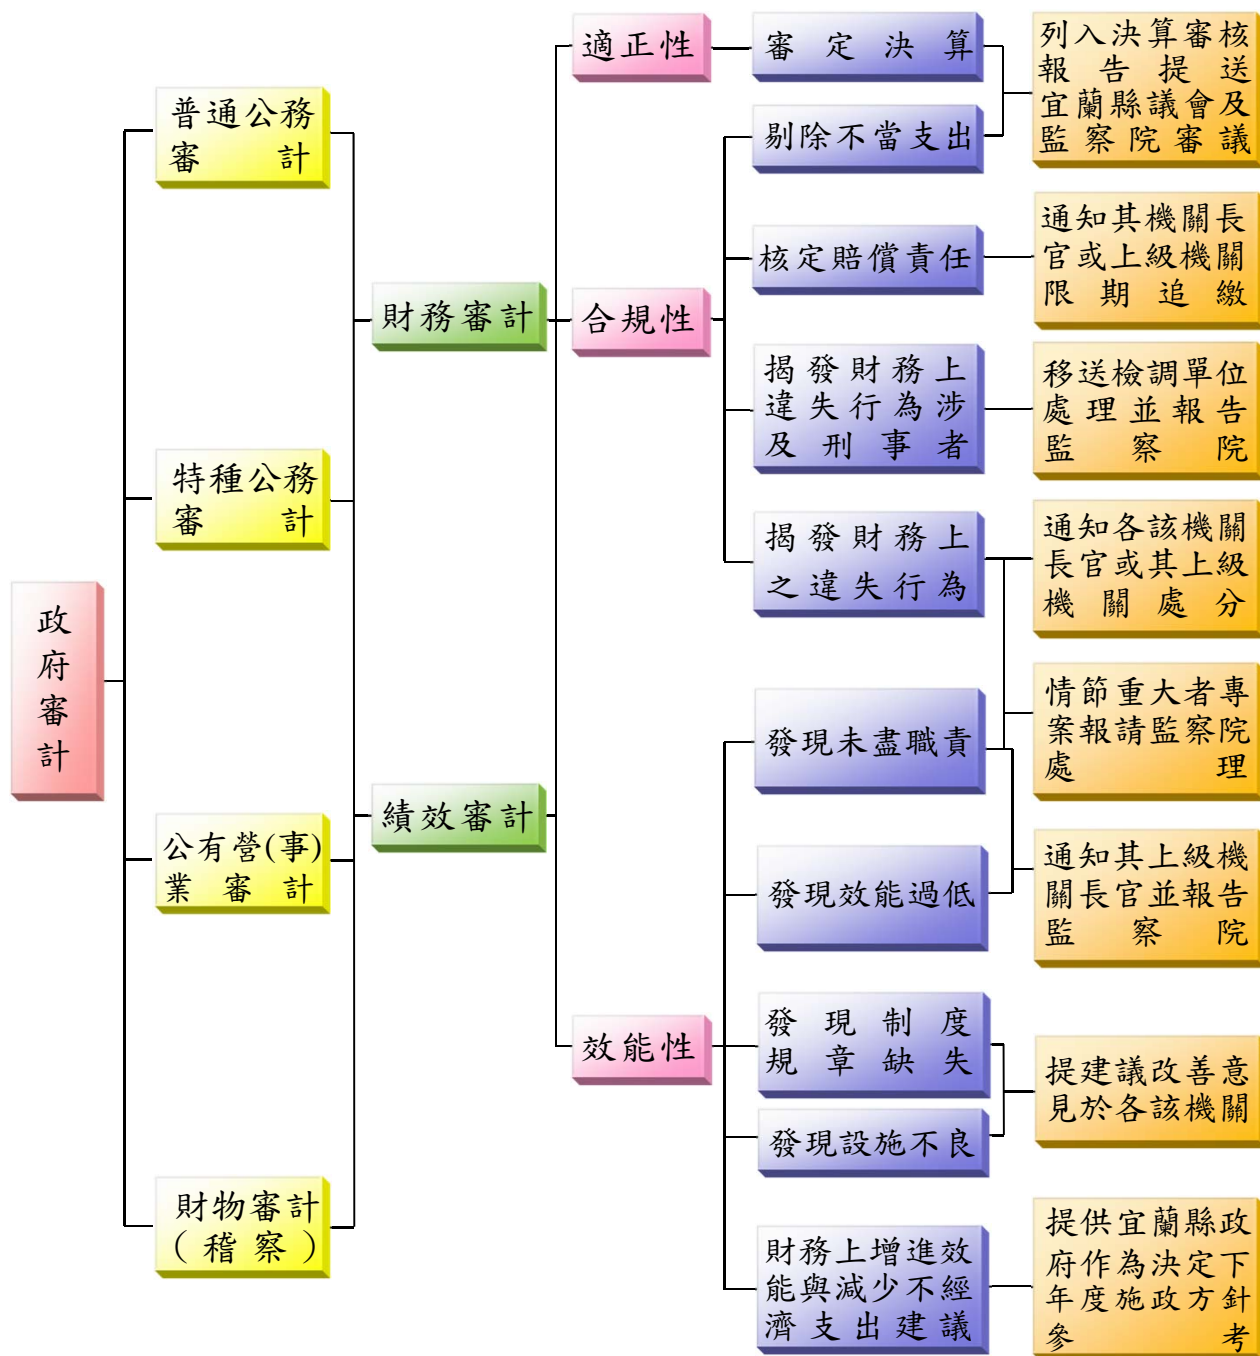 政
府
審
計
普通公務
審計
特種公務
審計
公有營(事)
業審計
財物審計
(稽察)
財務審計
績效審計
適正性
合規性
效能性
審定決算
剔除不當支出
核定賠償責任
揭發財務上
違失行為涉
及刑事者
揭發財務上
之違失行為
發現未盡職責
發現效能過低
發現制度
規章缺失
發現設施不良
財務上增進效
能與減少不經
濟支出建議
列入決算審核
報告提送
宜蘭縣議會及
監察院審議
通知其機關長
官或上級機關
限期追繳
移送檢調單位
處理並報告
監察院
通知各該機關
長官或其上級
機關處分
情節重大者專
案報請監察院
處理
通知其上級機
關長官並報告
監察院
提建議改善意
見於各該機關
提供宜蘭縣政
府作為決定下
年度施政方針
參考